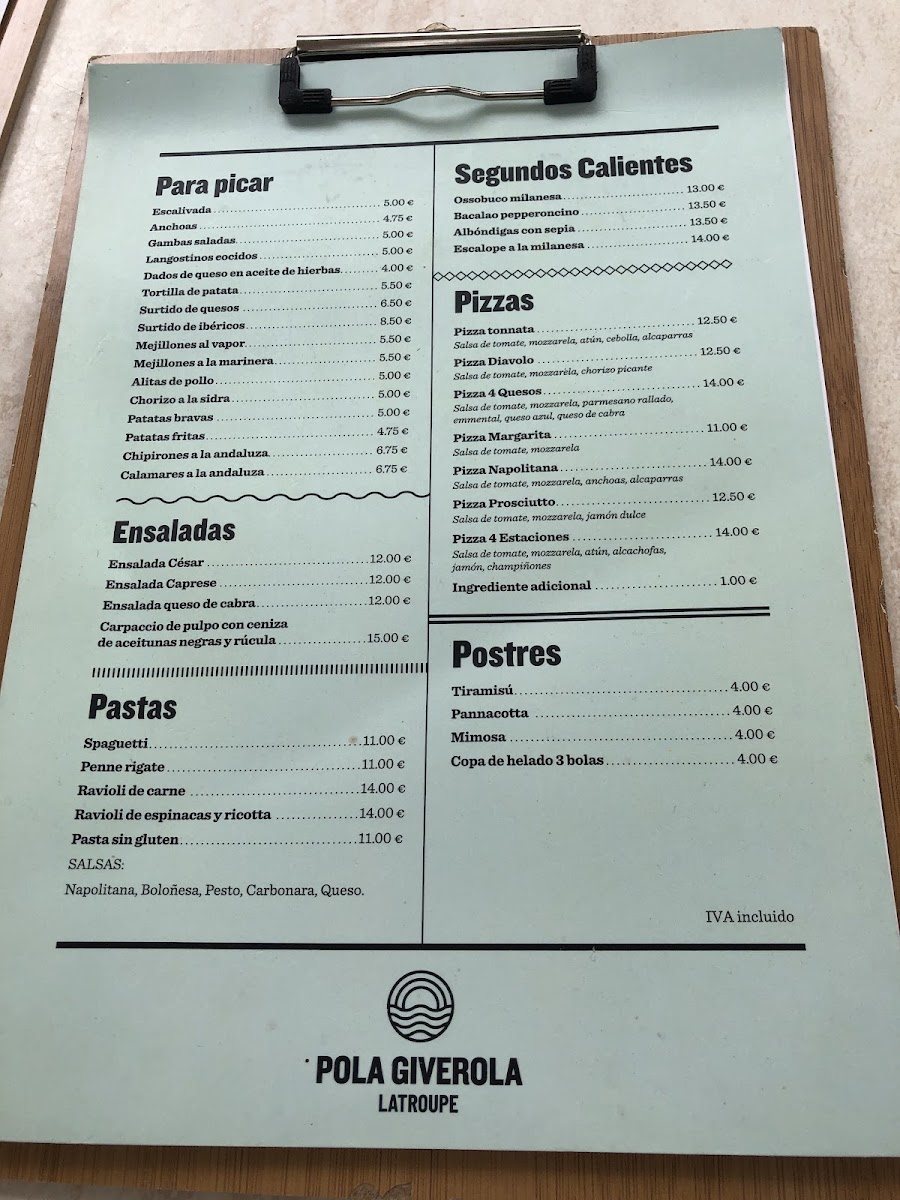 Para picar
Escalivada 5.00 €
Anchoas 4.75 €
Gambas saladas 5.00 €
Langostinos cocidos 5.00 €
Dados de queso en aceite de hierbas 4.00 €
Tortilla de patata 5.50 €
Surtido de quesos 6.50 €
Surtido de ibéricos 8.50 €
Mejillones al vapor 5.50 €
Mejillones a la marinera 5.50 €
Alitas de pollo 5.00 €
Chorizo a la sidra 5.00 €
Patatas bravas 5.00 €
Patatas fritas 4.75 €
Chipirones a la andaluza 6.75 €
Calamares a la andaluza 6.75 €
Ensaladas
Ensalada César 12.00 €
Ensalada Caprese 12.00 €
Ensalada queso de cabra 12.00 €
Carpaccio de pulpo con ceniza
de aceitunas negras y rúcula 15.00 €
Pastas
Spaguetti 11.00 €
Penne rigate 11.00 €
Ravioli de carne 14.00 €
Ravioli de espinacas y ricotta 14.00 €
Pasta sin gluten 11.00 €
SALSAS:
Napolitana, Boloñesa, Pesto, Carbonara, Queso.
Segundos Calientes
Ossobuco milanesa 13.00 €
Bacalao pepperoncino 13.50 €
Albóndigas con sepia 13.50 €
Escalope a la milanesa 14.00 €
Pizzas
Pizza tonnata 12.50 €
Salsa de tomate, mozzarela, atún, cebolla, alcaparras
Pizza Diavolo 12.50 €
Salsa de tomate, mozzarela, chorizo picante
Pizza 4 Quesos 14.00 €
Salsa de tomate, mozzarela, parmesano rallado,
emmental, queso azul, queso de cabra
Pizza Margarita 11.00 €
Salsa de tomate, mozzarela
Pizza Napolitana 14.00 €
Salsa de tomate, mozzarela, anchoas, alcaparras
Pizza Prosciutto 12.50 €
Salsa de tomate, mozzarela, jamón dulce
Pizza 4 Estaciones 14.00 €
Salsa de tomate, mozzarela, atún, alcachofas,
jamón, champiñones
Ingrediente adicional 1.00 €
Postres
Tiramisú 4.00 €
Pannacotta 4.00 €
Mimosa 4.00 €
Copa de helado 3 bolas 4.00 €
IVA incluido
POLA GIVEROLA
LATROUPE